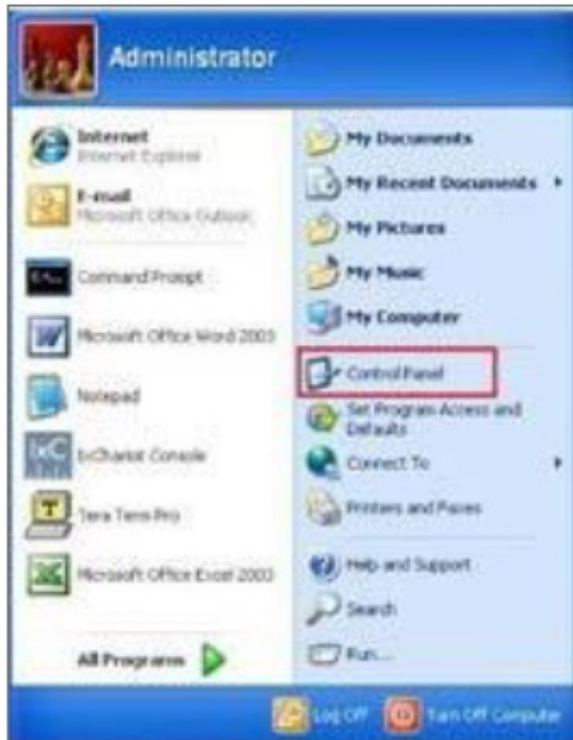 Administrator
Internet
Internet Explorer
E-mail
Microsoft Office Outlook
Command Prompt
Microsoft Office Word 2003
Notepad
IxChariot Console
Tera Term Pro
Microsoft Office Excel 2003
All Programs
My Documents
My Recent Documents
My Pictures
My Music
My Computer
Control Panel
Set Program Access and
Defaults
Connect To
Printers and Faxes
Help and Support
Search
Run...
Log Off
Turn Off Computer